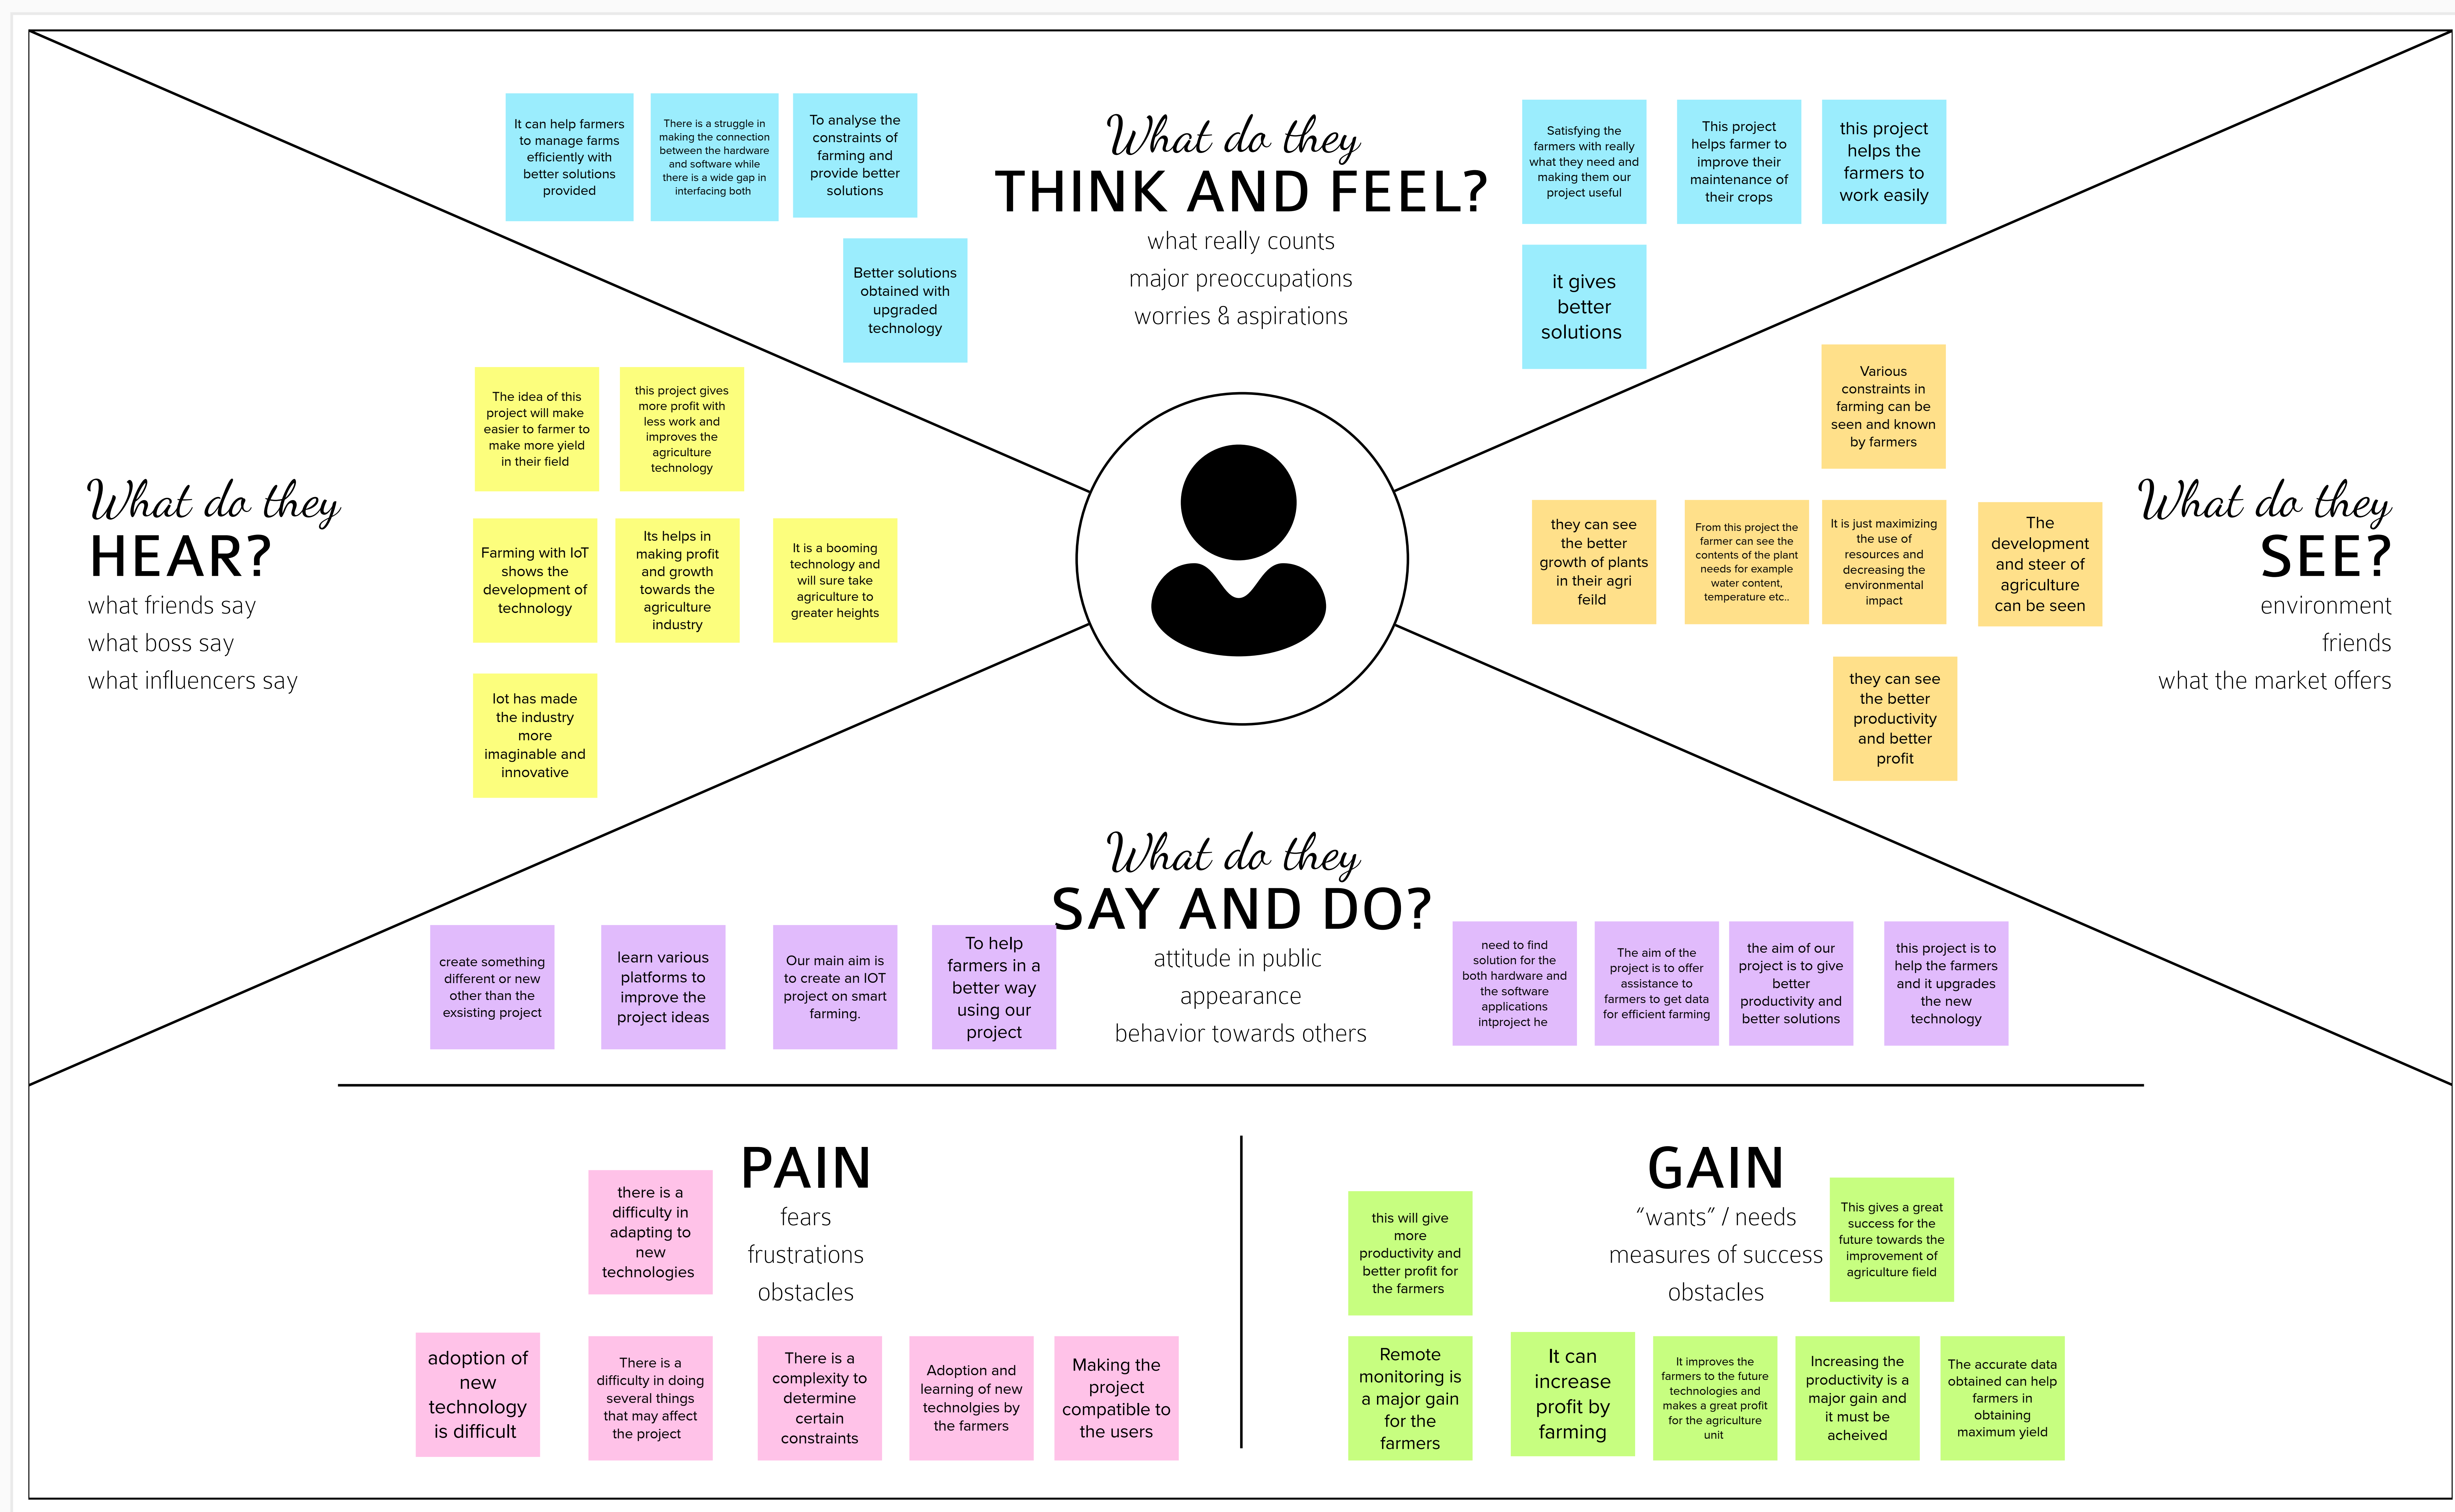 It can help farmers
to manage farms
efficiently with
better solutions
provided
There is a struggle in
making the connection
between the hardware
and software while
there is a wide gap in
interfacing both
To analyse the
constraints of
farming and
provide better
solutions
Better solutions
obtained with
upgraded
technology
What do they
THINK AND FEEL?
what really counts
major preoccupations
worries & aspirations
Satisfying the
farmers with really
what they need and
making them our
project useful
This project
helps farmer to
improve their
maintenance of
their crops
this project
helps the
farmers to
work easily
it gives
better
solutions
What do they
HEAR?
what friends say
what boss say
what influencers say
The idea of this
project will make
easier to farmer to
make more yield
in their field
this project gives
more profit with
less work and
improves the
agriculture
technology
Farming with IoT
shows the
development of
technology
Its helps in
making profit
and growth
towards the
agriculture
industry
It is a booming
technology and
will sure take
agriculture to
greater heights
Iot has made
the industry
more
imaginable and
innovative
Various
constraints in
farming can be
seen and known
by farmers
they can see
the better
growth of plants
in their agri
feild
From this project the
farmer can see the
contents of the plant
needs for example
water content,
temperature etc..
It is just maximizing
the use of
resources and
decreasing the
environmental
impact
The
development
and steer of
agriculture
can be seen
they can see
the better
productivity
and better
profit
What do they
SEE?
environment
friends
what the market offers
What do they
SAY AND DO?
attitude in public
appearance
behavior towards others
create something
different or new
other than the
exsisting project
learn various
platforms to
improve the
project ideas
Our main aim is
to create an IOT
project on smart
farming.
To help
farmers in a
better way
using our
project
need to find
solution for the
both hardware and
the software
applications
intproject he
The aim of the
project is to offer
assistance to
farmers to get data
for efficient farming
the aim of our
project is to give
better
productivity and
better solutions
this project is to
help the farmers
and it upgrades
the new
technology
PAIN
fears
frustrations
obstacles
there is a
difficulty in
adapting to
new
technologies
adoption of
new
technology
is difficult
There is a
difficulty in doing
several things
that may affect
the project
There is a
complexity to
determine
certain
constraints
Adoption and
learning of new
technolgies by
the farmers
Making the
project
compatible to
the users
GAIN
“wants” / needs
measures of success
obstacles
this will give
more
productivity and
better profit for
the farmers
This gives a great
success for the
future towards the
improvement of
agriculture field
Remote
monitoring is
a major gain
for the
farmers
It can
increase
profit by
farming
It improves the
farmers to the future
technologies and
makes a great profit
for the agriculture
unit
Increasing the
productivity is a
major gain and
it must be
acheived
The accurate data
obtained can help
farmers in
obtaining
maximum yield